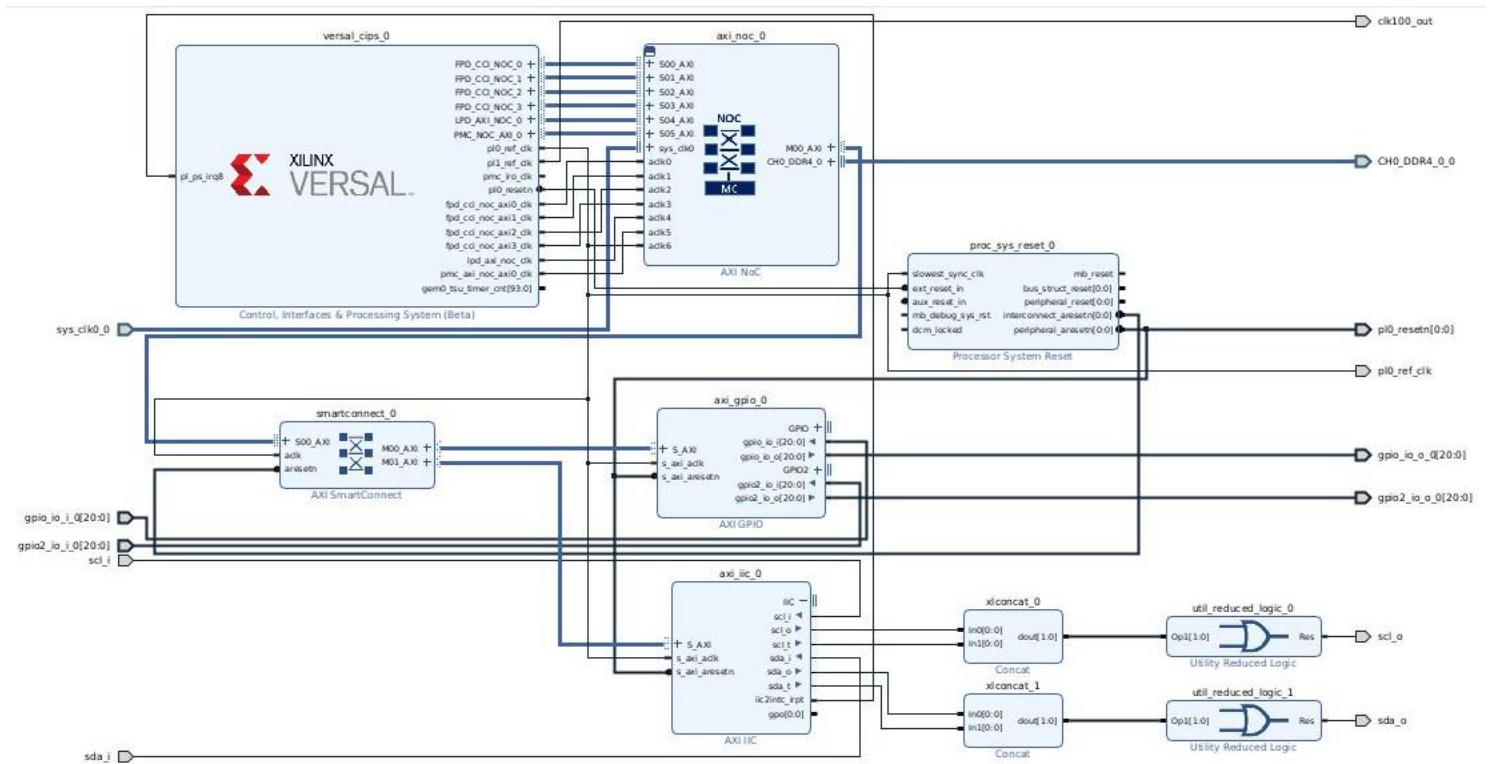 clk100_out
versal_cips_0
FPD_CCI_NOC_0
FPD_CCI_NOC_1
FPD_CCI_NOC_2
FPD_CCI_NOC_3
LPD_AXI_NOC_0
PMC_NOC_AXI_0
pl0_ref_clk
pl1_ref_clk
pmc_iro_clk
pl0_resetn
fpd_cci_noc_axi0_clk
fpd_cci_noc_axi1_clk
fpd_cci_noc_axi2_clk
fpd_cci_noc_axi3_clk
lpd_axi_noc_clk
pmc_axi_noc_axi0_clk
gem0_tsu_timer_cnt[93:0]
pl_ps_irq8
XILINX
VERSAL
Control, Interfaces & Processing System (Beta)
axi_noc_0
S00_AXI
S01_AXI
S02_AXI
S03_AXI
S04_AXI
S05_AXI
sys_clk0
aclk0
aclk1
aclk2
aclk3
aclk4
aclk5
aclk6
NOC
MC
M00_AXI
CH0_DDR4_0
AXI NoC
CH0_DDR4_0_0
proc_sys_reset_0
slowest_sync_clk
ext_reset_in
aux_reset_in
mb_debug_sys_rst
dcm_locked
mb_reset
bus_struct_reset[0:0]
peripheral_reset[0:0]
interconnect_aresetn[0:0]
peripheral_aresetn[0:0]
Processor System Reset
sys_clk0_0
pl0_resetn[0:0]
pl0_ref_clk
smartconnect_0
S00_AXI
aclk
aresetn
M00_AXI
M01_AXI
AXI SmartConnect
axi_gpio_0
S_AXI
s_axi_aclk
s_axi_aresetn
GPIO
gpio_io_i[20:0]
gpio_io_o[20:0]
GPIO2
gpio2_io_i[20:0]
gpio2_io_o[20:0]
AXI GPIO
gpio_io_o_0[20:0]
gpio2_io_o_0[20:0]
gpio_io_i_0[20:0]
gpio2_io_i_0[20:0]
scl_i
axi_iic_0
S_AXI
s_axi_aclk
s_axi_aresetn
IIC
scl_i
scl_o
scl_t
sda_i
sda_o
sda_t
iic2intc_irpt
gpo[0:0]
AXI IIC
xlconcat_0
In0[0:0]
In1[0:0]
dout[1:0]
Concat
util_reduced_logic_0
Op1[1:0]
Res
Utility Reduced Logic
scl_o
xlconcat_1
In0[0:0]
In1[0:0]
dout[1:0]
Concat
util_reduced_logic_1
Op1[1:0]
Res
Utility Reduced Logic
sda_o
sda_i